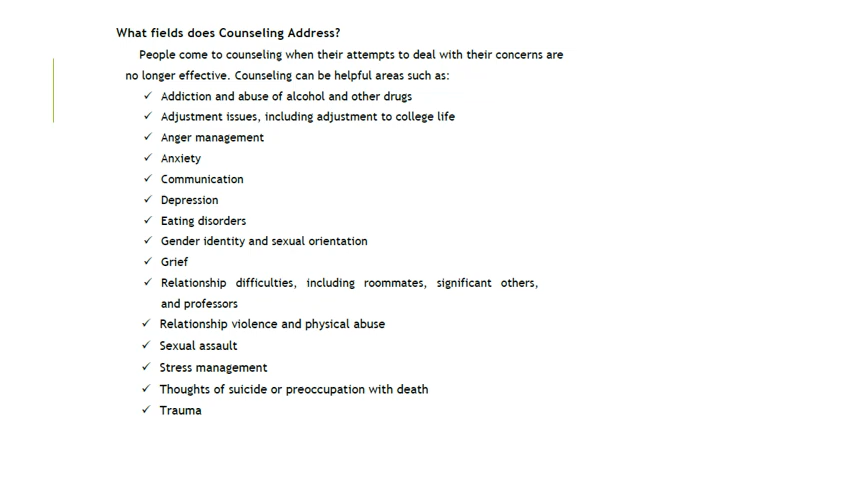 What fields does Counseling Address?
People come to counseling when their attempts to deal with their concerns are
no longer effective. Counseling can be helpful areas such as:
✓ Addiction and abuse of alcohol and other drugs
✓ Adjustment issues, including adjustment to college life
✓ Anger management
✓ Anxiety
✓ Communication
✓ Depression
✓ Eating disorders
✓ Gender identity and sexual orientation
✓ Grief
✓ Relationship difficulties, including roommates, significant others,
and professors
✓ Relationship violence and physical abuse
✓ Sexual assault
✓ Stress management
✓ Thoughts of suicide or preoccupation with death
✓ Trauma